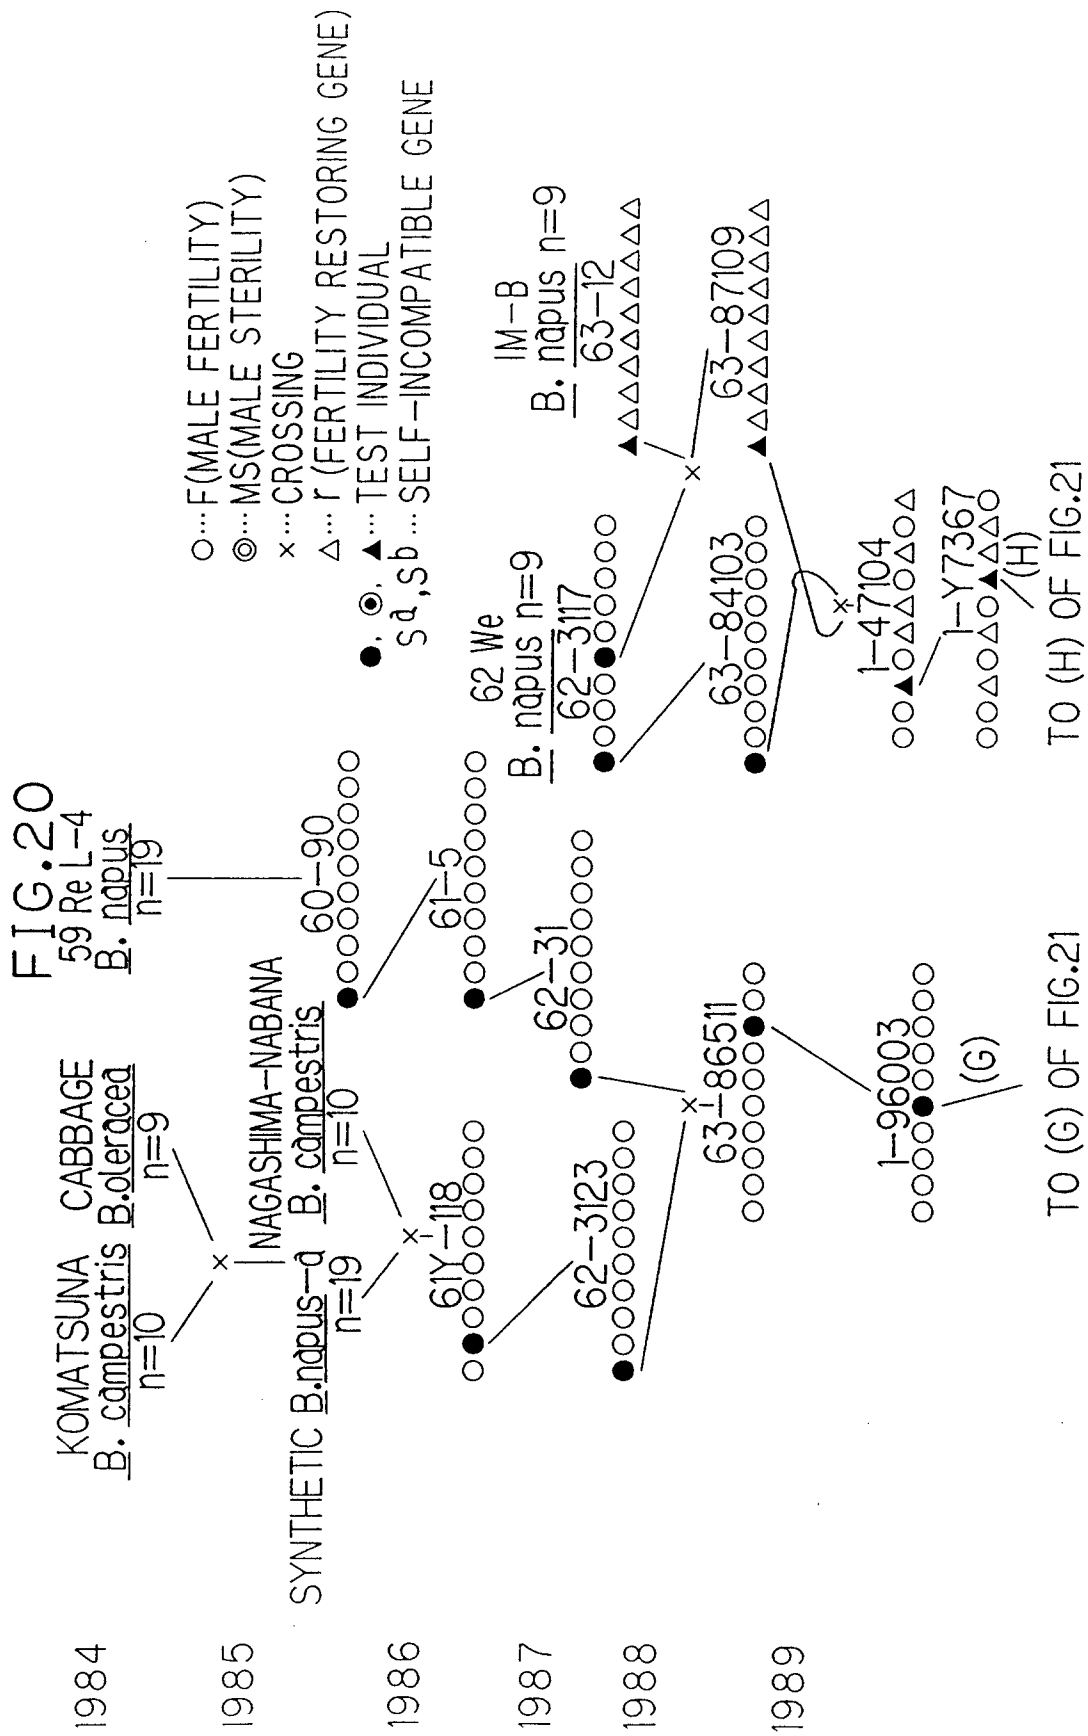 FIG.20
1984
KOMATSUNA
B. campestris
n=10
CABBAGE
B.oleracea
n=9
59 Re L-4
B. napus
n=19
○…F(MALE FERTILITY)
◎…MS(MALE STERILITY)
×…CROSSING
△…r(FERTILITY RESTORING GENE)
●, ◉, ▲…TEST INDIVIDUAL
sa,sb…SELF-INCOMPATIBLE GENE
1985
×
SYNTHETIC B.napus-a
n=19
NAGASHIMA-NABANA
B. campestris
n=10
60-90
1986
×
61Y-118
61-5
62 We
B. napus n=9
62-3117
IM-B
B. napus n=9
63-12
1987
62-31
1988
62-3123
×
×
63-86511
63-84103
63-87109
1989
×
1-96003
1-47104
1-Y7367
(G)
(H)
TO (G) OF FIG.21
TO (H) OF FIG.21